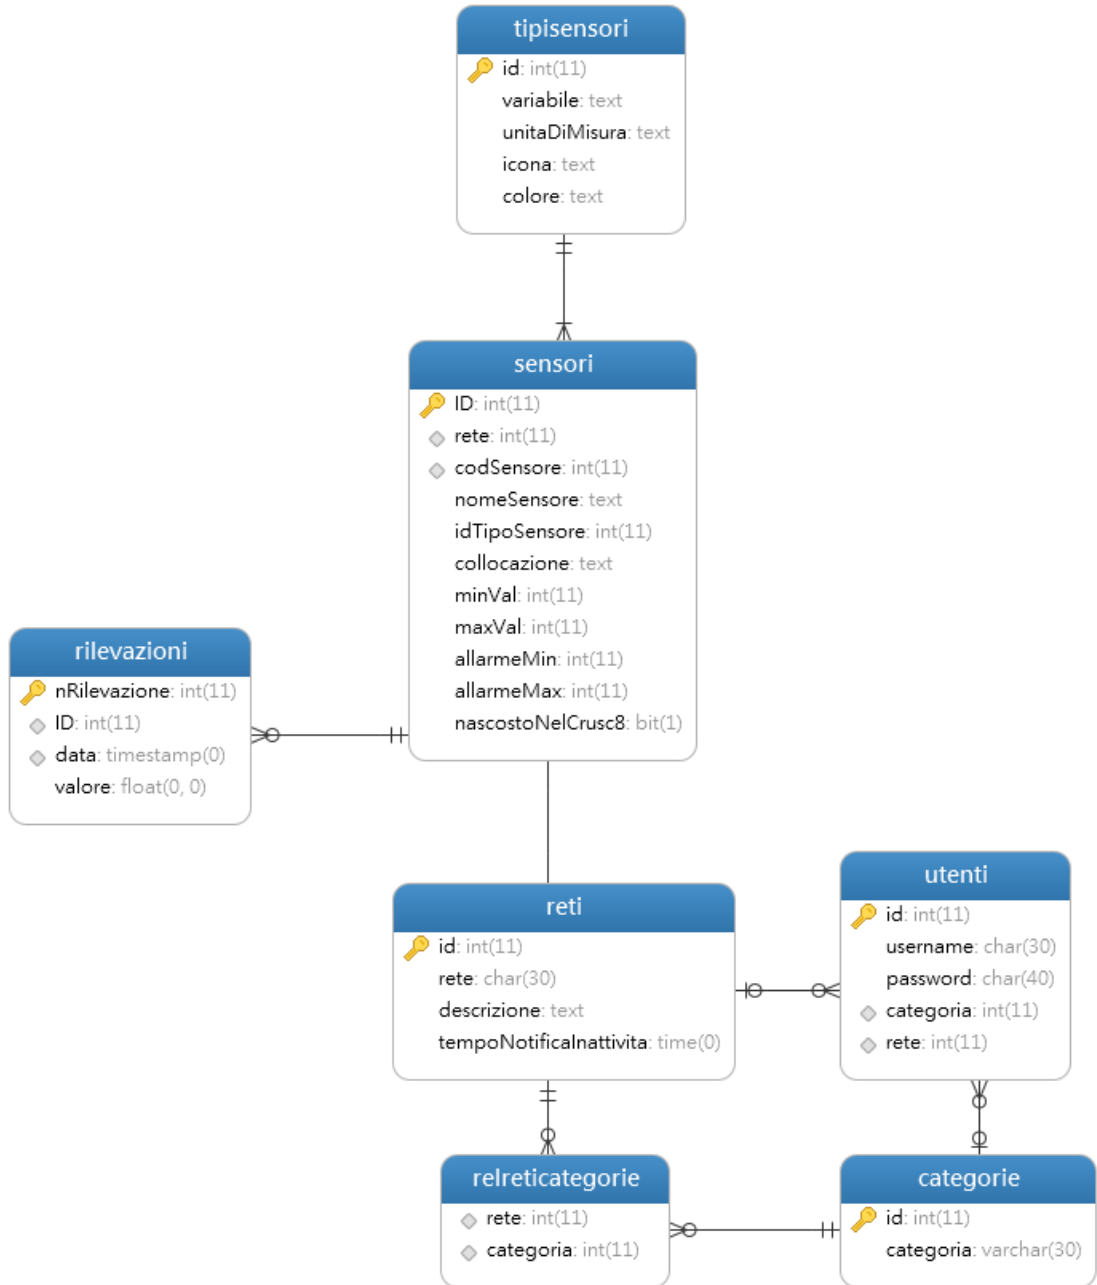 tipisensori
id: int(11)
variabile: text
unitaDiMisura: text
icona: text
colore: text
sensori
ID: int(11)
rete: int(11)
codSensore: int(11)
nomeSensore: text
idTipoSensore: int(11)
collocazione: text
minVal: int(11)
maxVal: int(11)
allarmeMin: int(11)
allarmeMax: int(11)
nascostoNelCrusc8: bit(1)
rilevazioni
nRilevazione: int(11)
ID: int(11)
data: timestamp(0)
valore: float(0, 0)
reti
id: int(11)
rete: char(30)
descrizione: text
tempoNotificaInattivita: time(0)
utenti
id: int(11)
username: char(30)
password: char(40)
categoria: int(11)
rete: int(11)
relreticategorie
rete: int(11)
categoria: int(11)
categorie
id: int(11)
categoria: varchar(30)